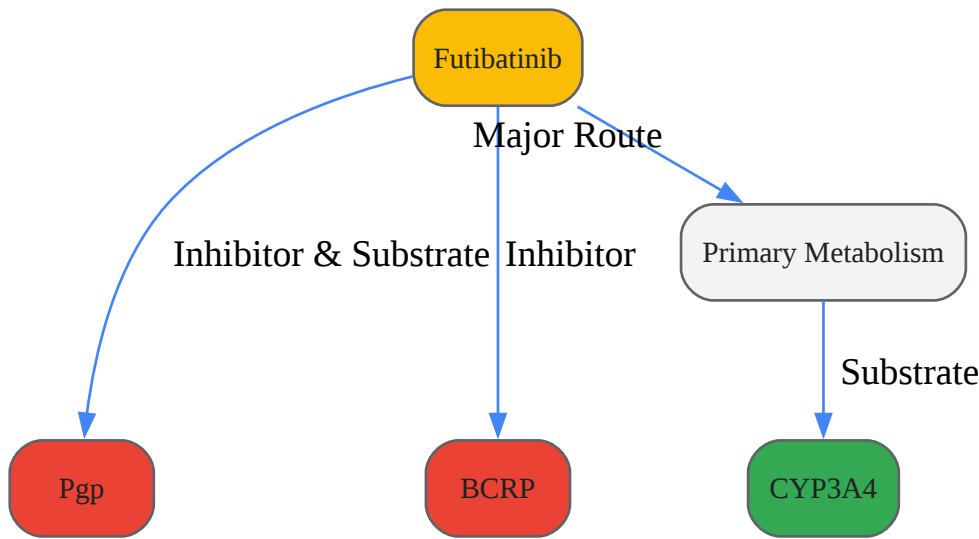 Futibatinib
Major Route
Inhibitor & Substrate
Inhibitor
Primary Metabolism
Substrate
Pgp
BCRP
CYP3A4